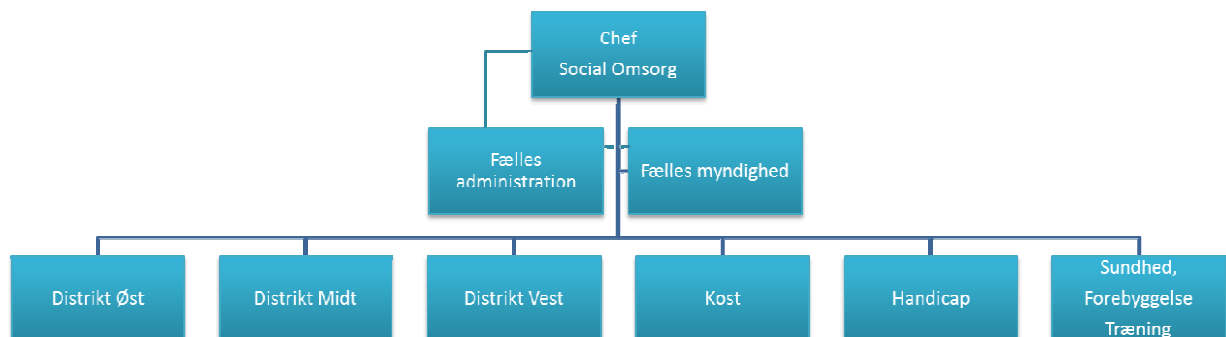 Chef
Social Omsorg
Fælles
administration
Fælles myndighed
Distrikt Øst
Distrikt Midt
Distrikt Vest
Kost
Handicap
Sundhed,
Forebyggelse
Træning